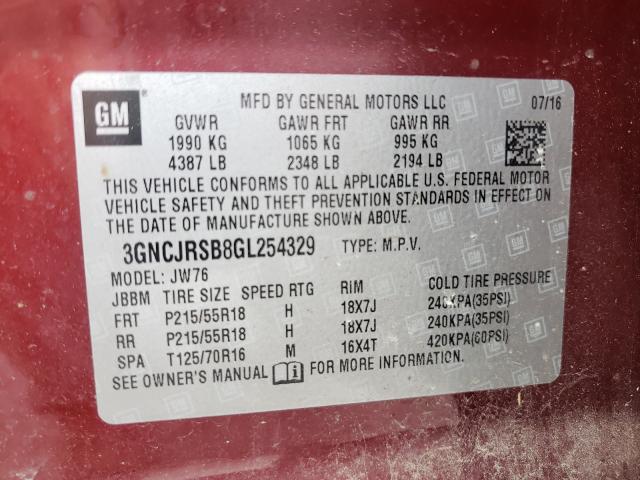 GM
MFD BY GENERAL MOTORS LLC 07/16
GVWR GAWR FRT GAWR RR
1990 KG 1065 KG 995 KG
4387 LB 2348 LB 2194 LB
THIS VEHICLE CONFORMS TO ALL APPLICABLE U.S. FEDERAL MOTOR
VEHICLE SAFETY AND THEFT PREVENTION STANDARDS IN EFFECT ON
THE DATE OF MANUFACTURE SHOWN ABOVE.
3GNCJRSB8GL254329 TYPE: M.P.V.
MODEL: JW76
JBBM TIRE SIZE SPEED RTG RIM COLD TIRE PRESSURE
FRT P215/55R18 H 18X7J 240KPA(35PSI)
RR P215/55R18 H 18X7J 240KPA(35PSI)
SPA T125/70R16 M 16X4T 420KPA(60PSI)
SEE OWNER'S MANUAL FOR MORE INFORMATION.